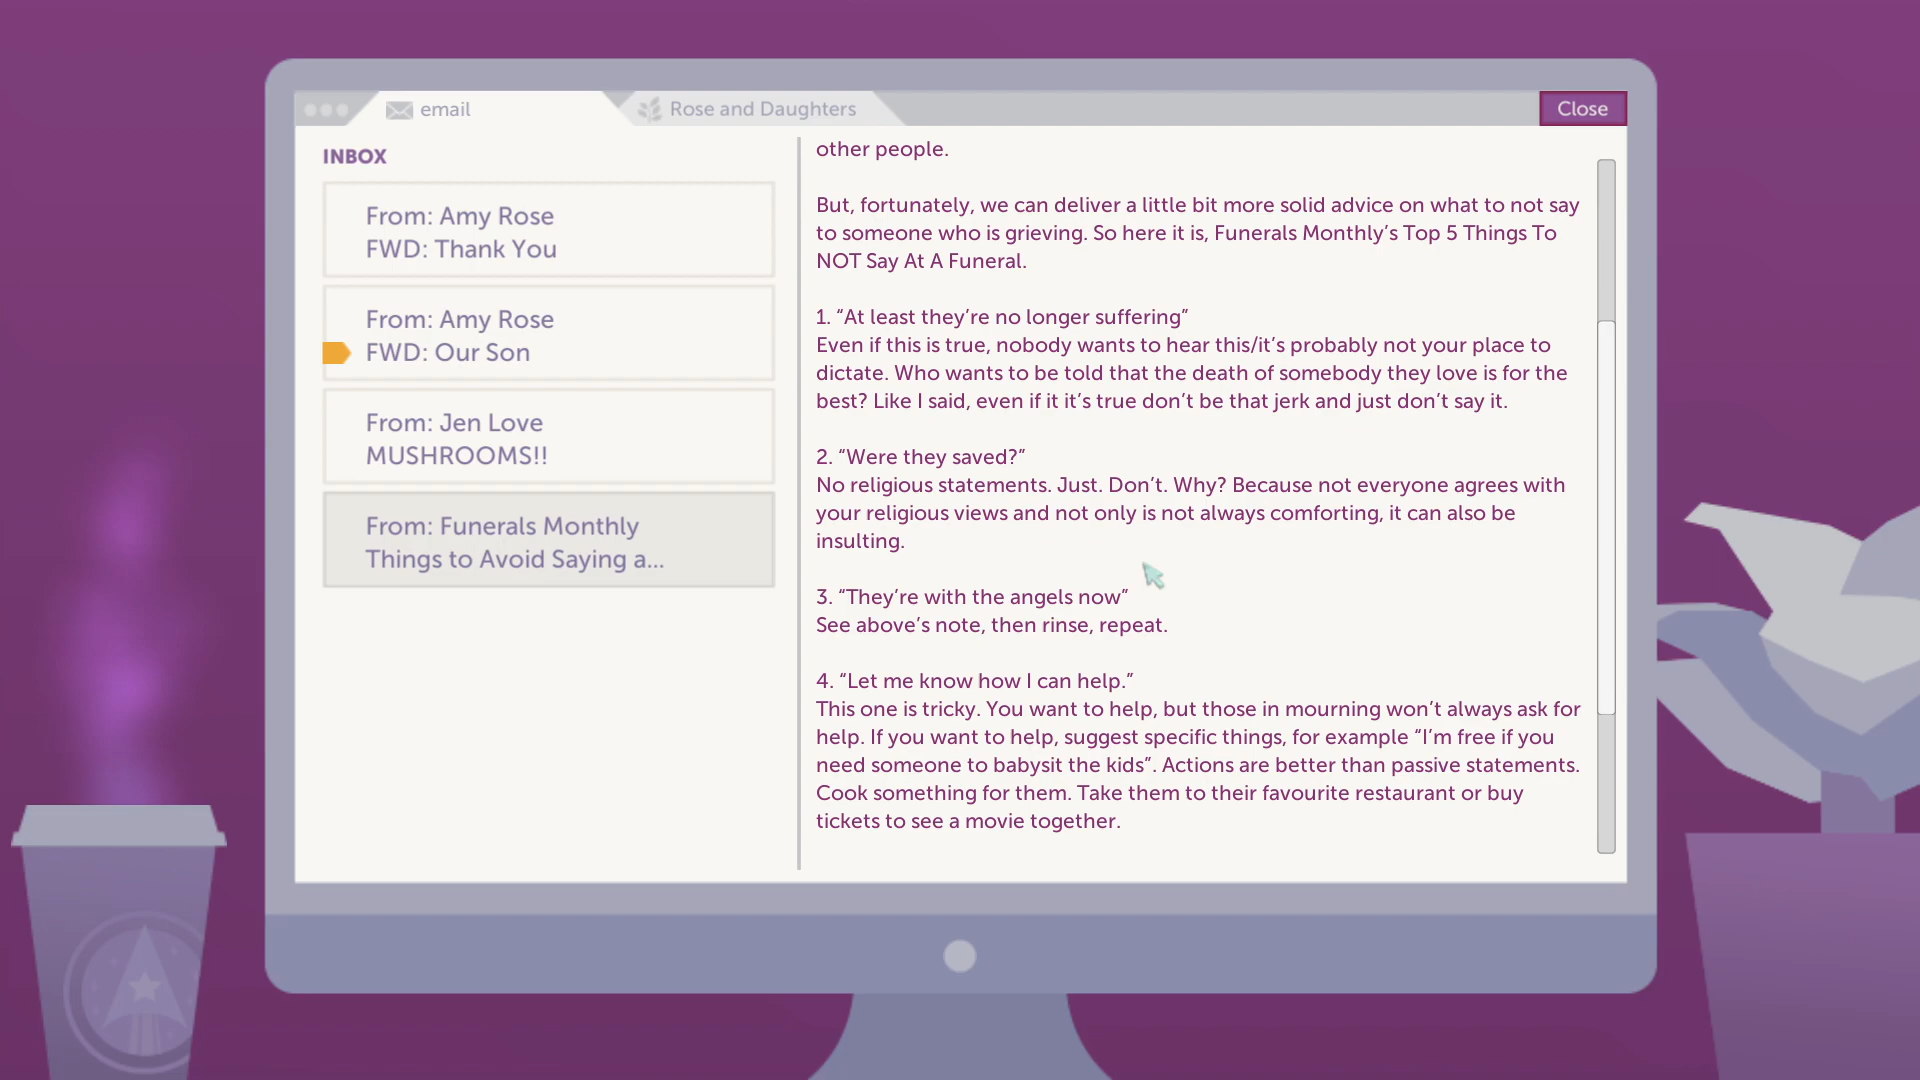 email
Rose and Daughters
Close
INBOX
From: Amy Rose
FWD: Thank You
From: Amy Rose
FWD: Our Son
From: Jen Love
MUSHROOMS!!
From: Funerals Monthly
Things to Avoid Saying a...
other people.
But, fortunately, we can deliver a little bit more solid advice on what to not say
to someone who is grieving. So here it is, Funerals Monthly’s Top 5 Things To
NOT Say At A Funeral.
1. “At least they’re no longer suffering”
Even if this is true, nobody wants to hear this/it’s probably not your place to
dictate. Who wants to be told that the death of somebody they love is for the
best? Like I said, even if it it’s true don’t be that jerk and just don’t say it.
2. “Were they saved?”
No religious statements. Just. Don’t. Why? Because not everyone agrees with
your religious views and not only is not always comforting, it can also be
insulting.
3. “They’re with the angels now”
See above’s note, then rinse, repeat.
4. “Let me know how I can help.”
This one is tricky. You want to help, but those in mourning won’t always ask for
help. If you want to help, suggest specific things, for example “I’m free if you
need someone to babysit the kids”. Actions are better than passive statements.
Cook something for them. Take them to their favourite restaurant or buy
tickets to see a movie together.